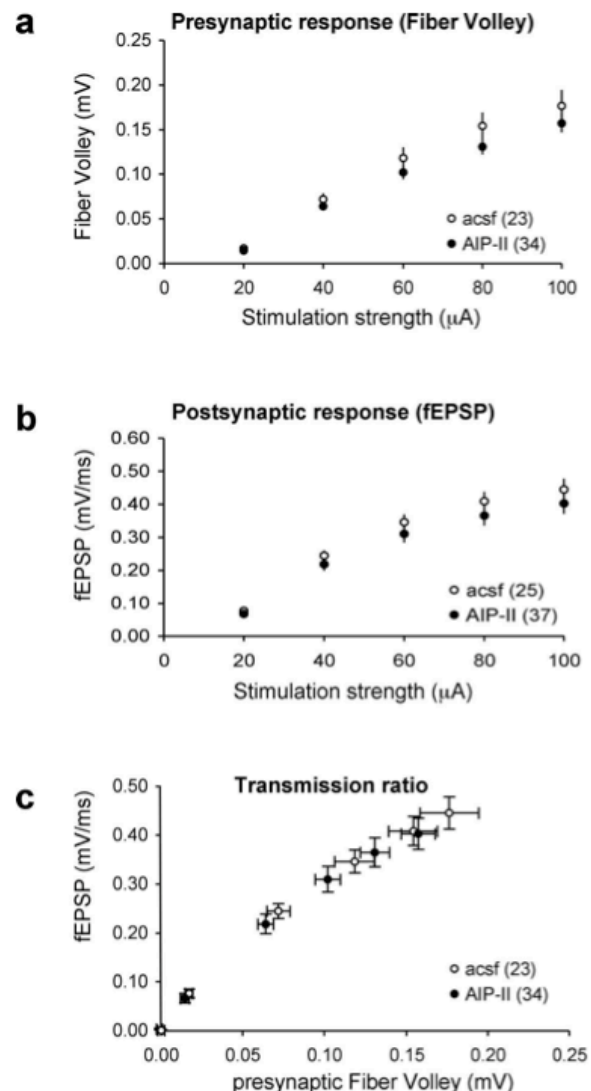 a
Presynaptic response (Fiber Volley)
Fiber Volley (mV)
0.25
0.20
0.15
0.10
0.05
0.00
0 20 40 60 80 100
Stimulation strength (µA)
acsf (23)
AIP-II (34)
b
Postsynaptic response (fEPSP)
fEPSP (mV/ms)
0.60
0.50
0.40
0.30
0.20
0.10
0.00
0 20 40 60 80 100
Stimulation strength (µA)
acsf (25)
AIP-II (37)
c
Transmission ratio
fEPSP (mV/ms)
0.50
0.40
0.30
0.20
0.10
0.00
0.00 0.05 0.10 0.15 0.20 0.25
presynaptic Fiber Volley (mV)
acsf (23)
AIP-II (34)